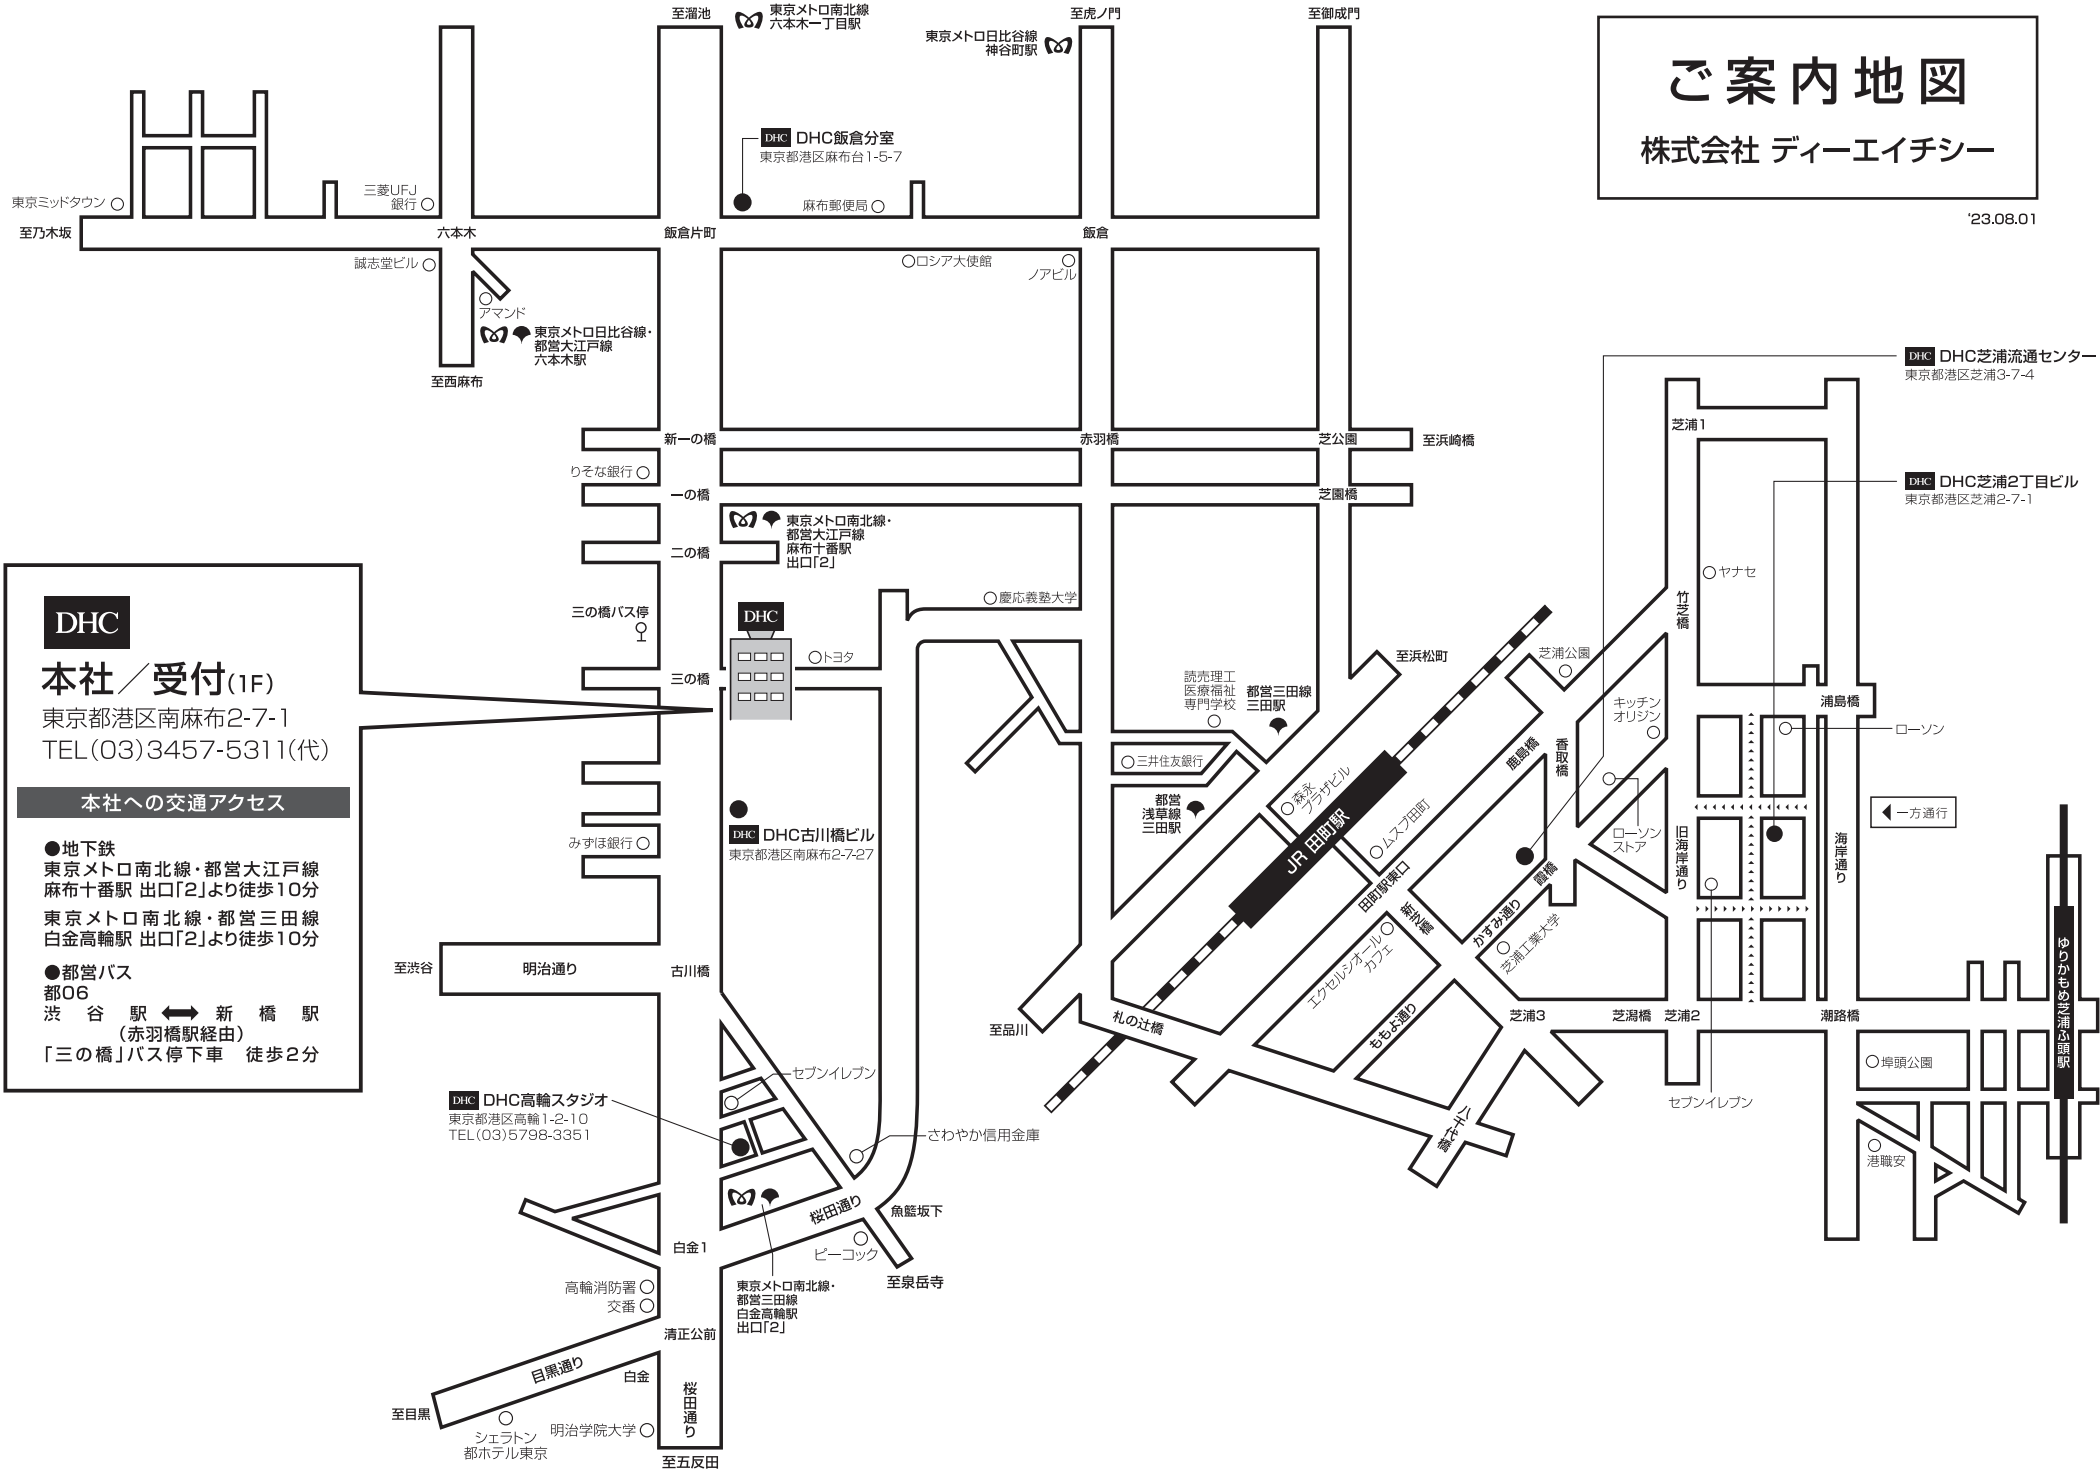 ご案内地図
株式会社 ディーエイチシー
'23.08.01
至溜池
東京メトロ南北線
六本木一丁目駅
東京メトロ日比谷線
神谷町駅
至虎ノ門
至御成門
DHC DHC飯倉分室
東京都港区麻布台1-5-7
東京ミッドタウン
三菱UFJ
銀行
麻布郵便局
至乃木坂
六本木
飯倉片町
飯倉
誠志堂ビル
ロシア大使館
ノアビル
アマンド
東京メトロ日比谷線・
都営大江戸線
六本木駅
至西麻布
DHC DHC芝浦流通センター
東京都港区芝浦3-7-4
新一の橋
赤羽橋
芝公園
至浜崎橋
芝浦1
りそな銀行
一の橋
芝園橋
DHC DHC芝浦2丁目ビル
東京都港区芝浦2-7-1
東京メトロ南北線・
都営大江戸線
麻布十番駅
出口「2」
二の橋
ヤナセ
竹芝橋
三の橋バス停
DHC
慶応義塾大学
トヨタ
三の橋
至浜松町
芝浦公園
読売理工
医療福祉
専門学校
都営三田線
三田駅
キッチン
オリジン
浦島橋
ローソン
鹿島橋
香取橋
三井住友銀行
森永
プラザビル
都営
浅草線
三田駅
JR 田町駅
ムスブ田町
ローソン
ストア
一方通行
旧海岸通り
海岸通り
DHC
本社／受付(1F)
東京都港区南麻布2-7-1
TEL(03)3457-5311(代)
本社への交通アクセス
●地下鉄
東京メトロ南北線・都営大江戸線
麻布十番駅 出口「2」より徒歩10分
東京メトロ南北線・都営三田線
白金高輪駅 出口「2」より徒歩10分
●都営バス
都06
渋谷駅 ⟷ 新橋駅
(赤羽橋駅経由)
「三の橋」バス停下車 徒歩2分
DHC DHC古川橋ビル
東京都港区南麻布2-7-27
みずほ銀行
田町駅東口
新芝橋
霞橋
かすみ通り
芝浦工業大学
エクセルシオール
カフェ
ももよ通り
至渋谷
明治通り
古川橋
至品川
札の辻橋
芝浦3
芝潟橋
芝浦2
潮路橋
ゆりかもめ芝浦ふ頭駅
埠頭公園
セブンイレブン
八千代橋
港職安
セブンイレブン
DHC DHC高輪スタジオ
東京都港区高輪1-2-10
TEL(03)5798-3351
さわやか信用金庫
桜田通り
魚籃坂下
白金1
ピーコック
至泉岳寺
高輪消防署
交番
東京メトロ南北線・
都営三田線
白金高輪駅
出口「2」
清正公前
目黒通り
白金
桜田通り
至目黒
シェラトン
都ホテル東京
明治学院大学
至五反田